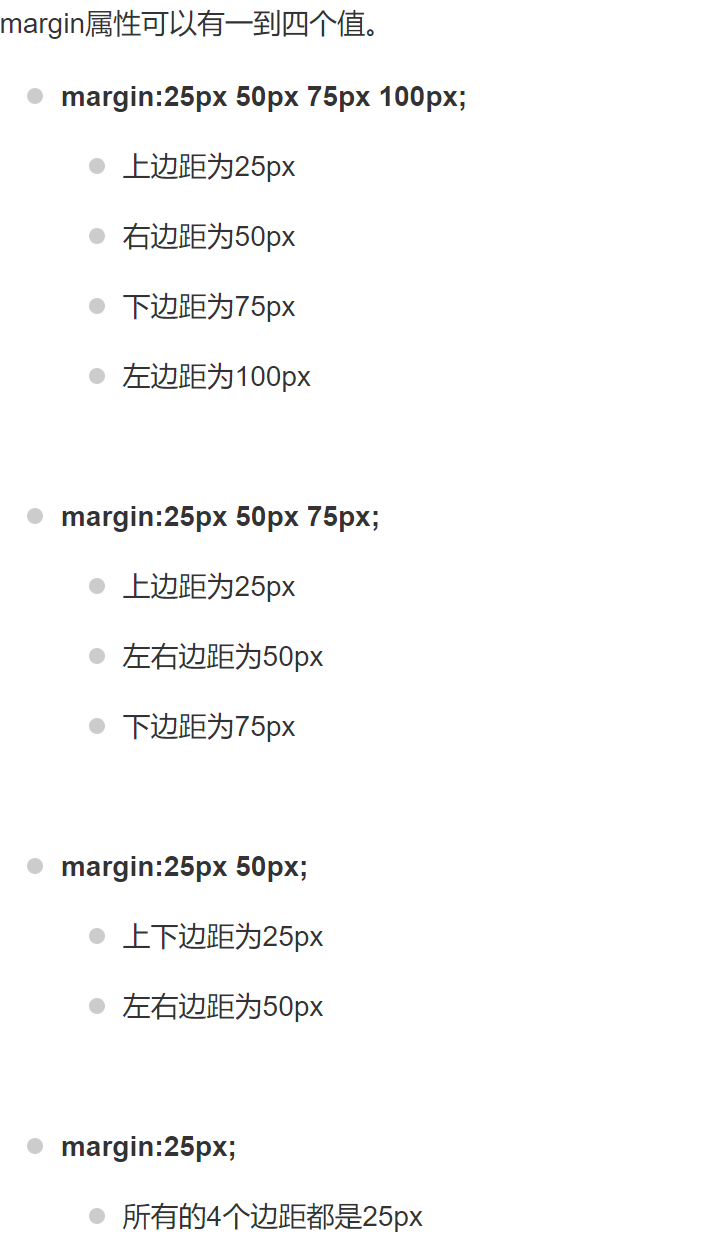 margin属性可以有一到四个值。
margin:25px 50px 75px 100px;
上边距为25px
右边距为50px
下边距为75px
左边距为100px
margin:25px 50px 75px;
上边距为25px
左右边距为50px
下边距为75px
margin:25px 50px;
上下边距为25px
左右边距为50px
margin:25px;
所有的4个边距都是25px